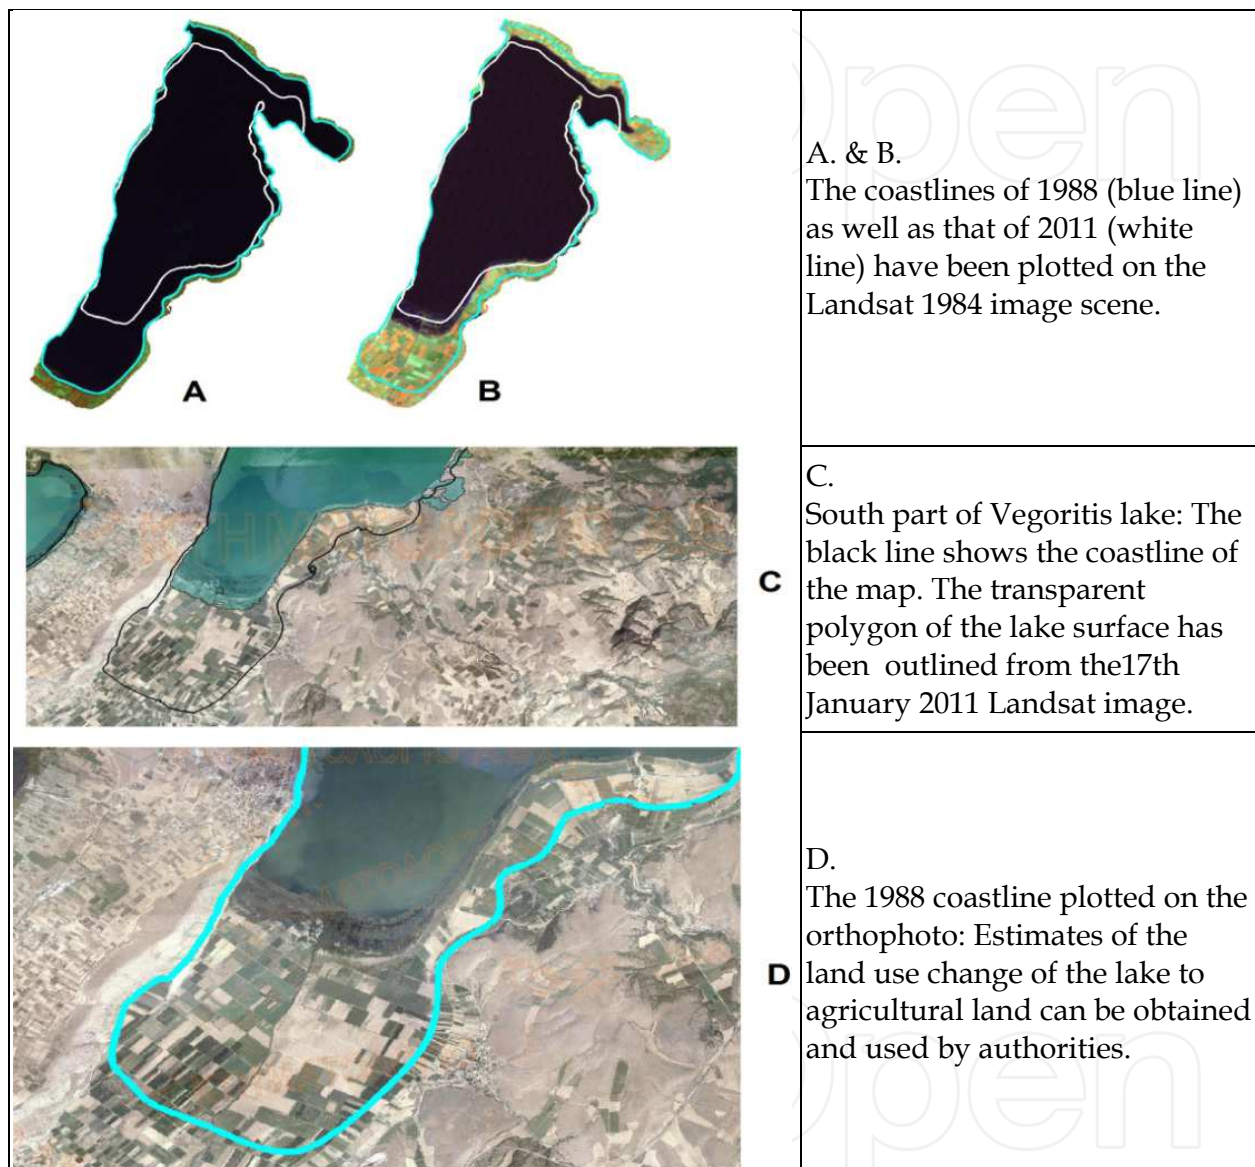 A
B
A. & B.
The coastlines of 1988 (blue line)
as well as that of 2011 (white
line) have been plotted on the
Landsat 1984 image scene.
C
C.
South part of Vegoritis lake: The
black line shows the coastline of
the map. The transparent
polygon of the lake surface has
been outlined from the17th
January 2011 Landsat image.
D
D.
The 1988 coastline plotted on the
orthophoto: Estimates of the
land use change of the lake to
agricultural land can be obtained
and used by authorities.
Open
Open